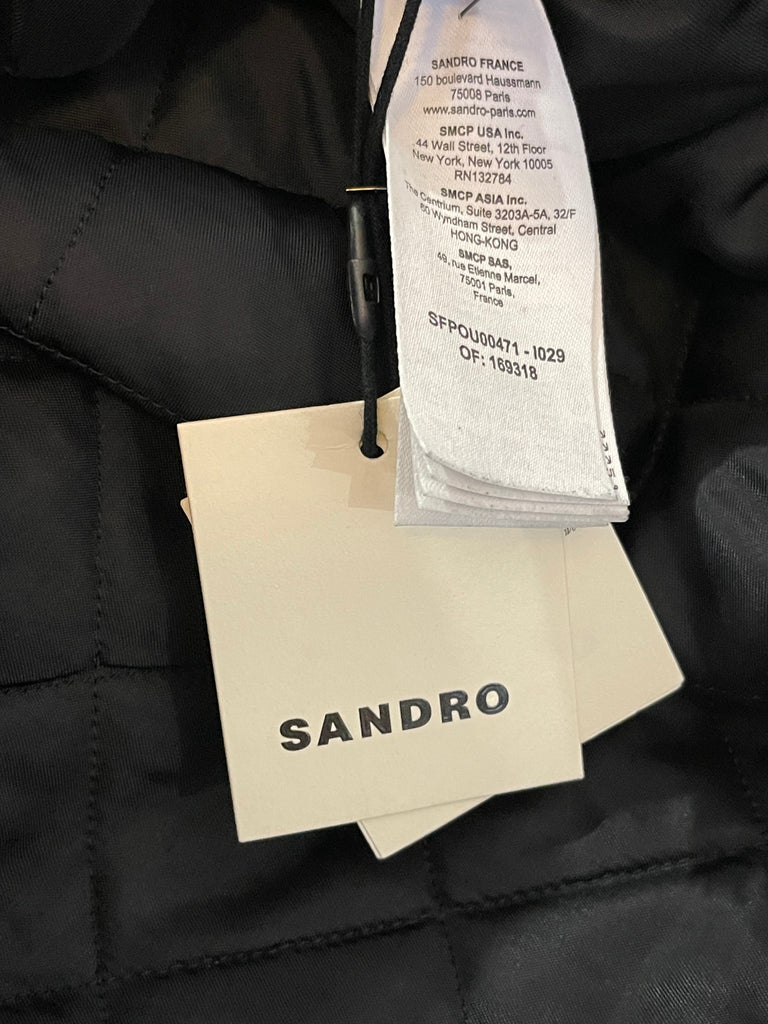 SANDRO FRANCE
150 boulevard Haussmann
75008 Paris
www.sandro-paris.com
SMCP USA Inc.
44 Wall Street, 12th Floor
New York, New York 10005
RN132784
SMCP ASIA Inc.
The Centrium, Suite 3203A-5A, 32/F
60 Wyndham Street, Central
HONG-KONG
SMCP SAS,
49, rue Etienne Marcel,
75001 Paris,
France
SFPOU00471 - I029
OF: 169318
SANDRO